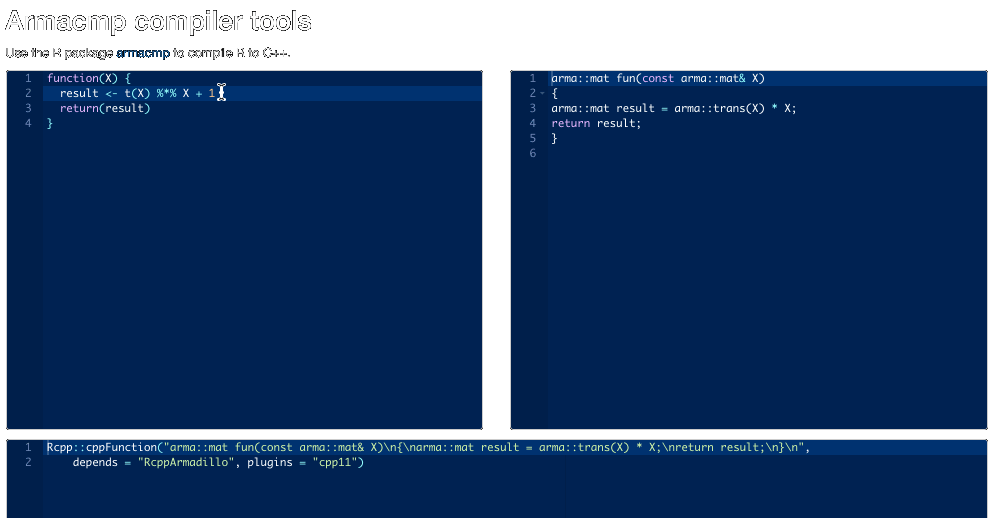 Armacmp compiler tools
Use the R package armacmp to compile R to C++.
1 function(X) {
2 result <- t(X) %*% X + 1
3 return(result)
4 }
1 arma::mat fun(const arma::mat& X)
2 {
3 arma::mat result = arma::trans(X) * X;
4 return result;
5 }
6
1 Rcpp::cppFunction("arma::mat fun(const arma::mat& X)\n{\narma::mat result = arma::trans(X) * X;\nreturn result;\n}\n",
2 depends = "RcppArmadillo", plugins = "cpp11")